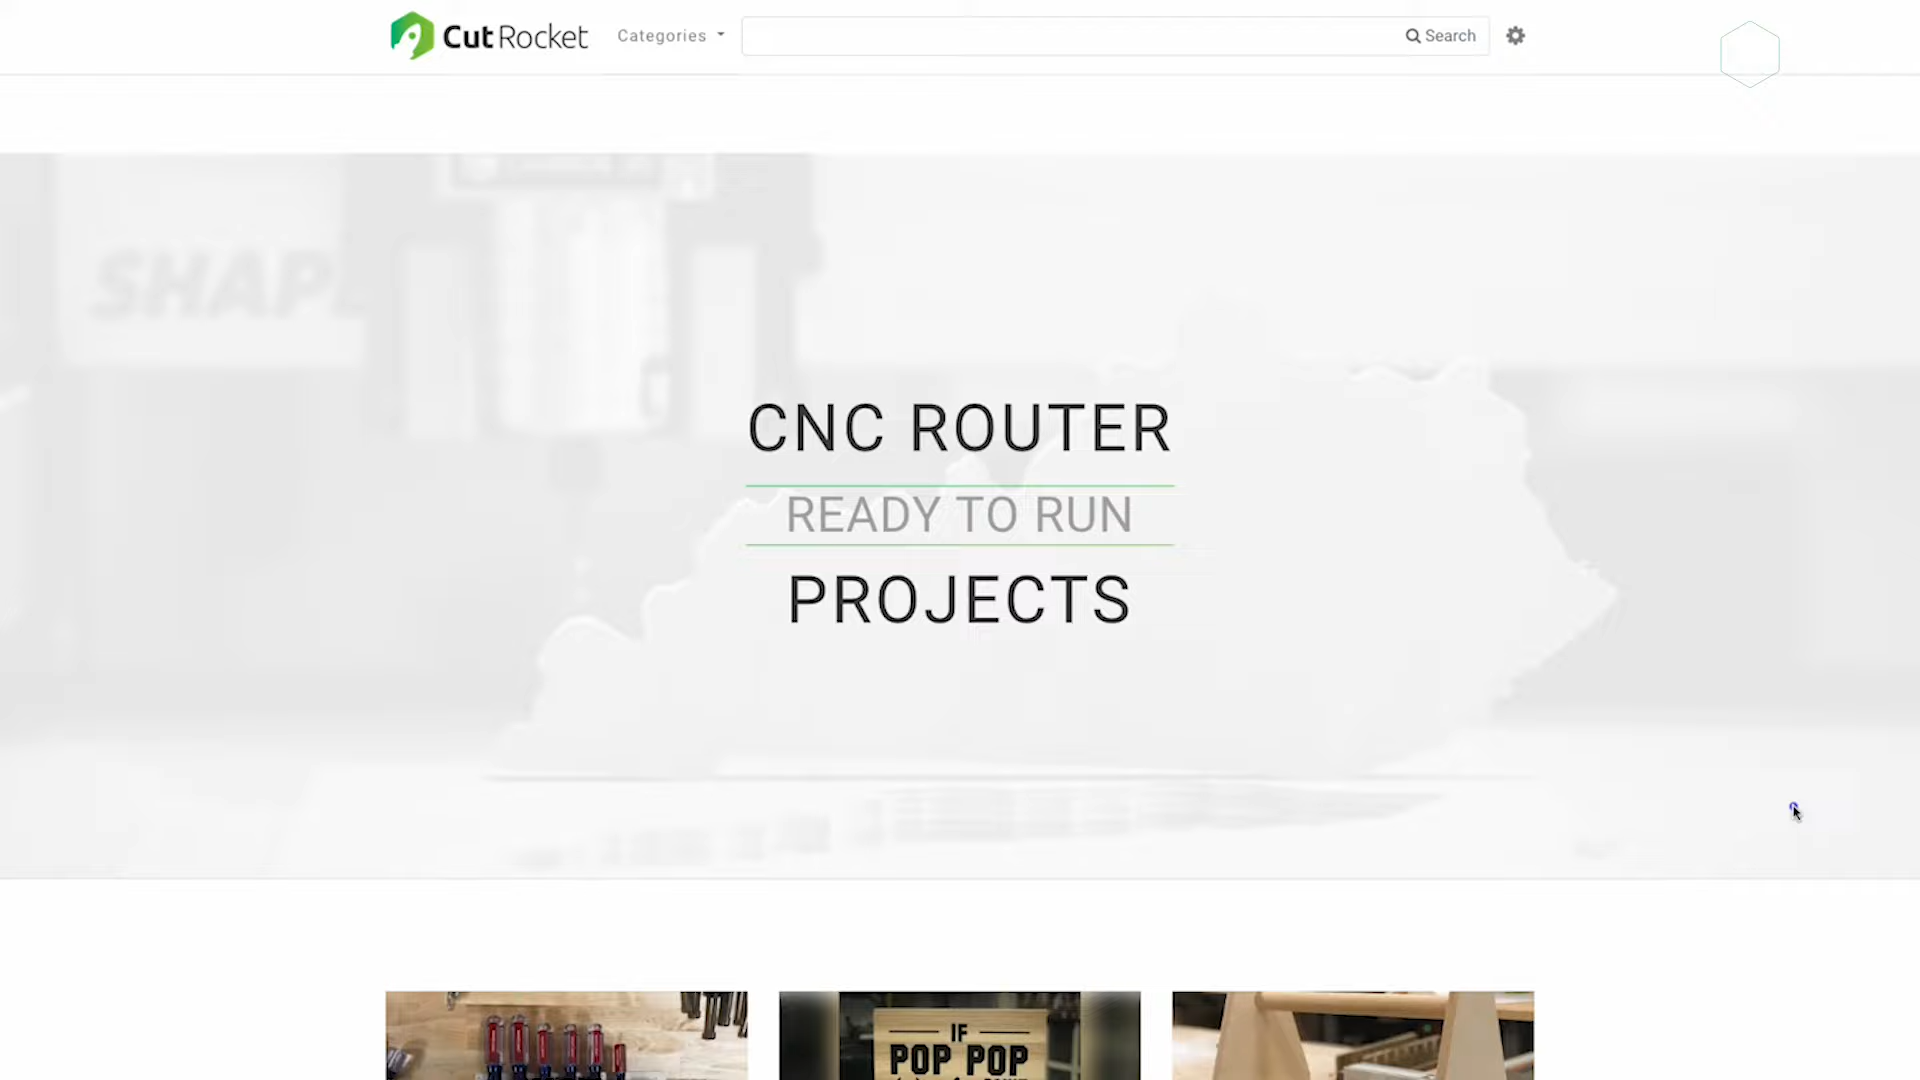 CutRocket
Categories
Search
SHAP
CNC ROUTER
READY TO RUN
PROJECTS
IF
POP POP